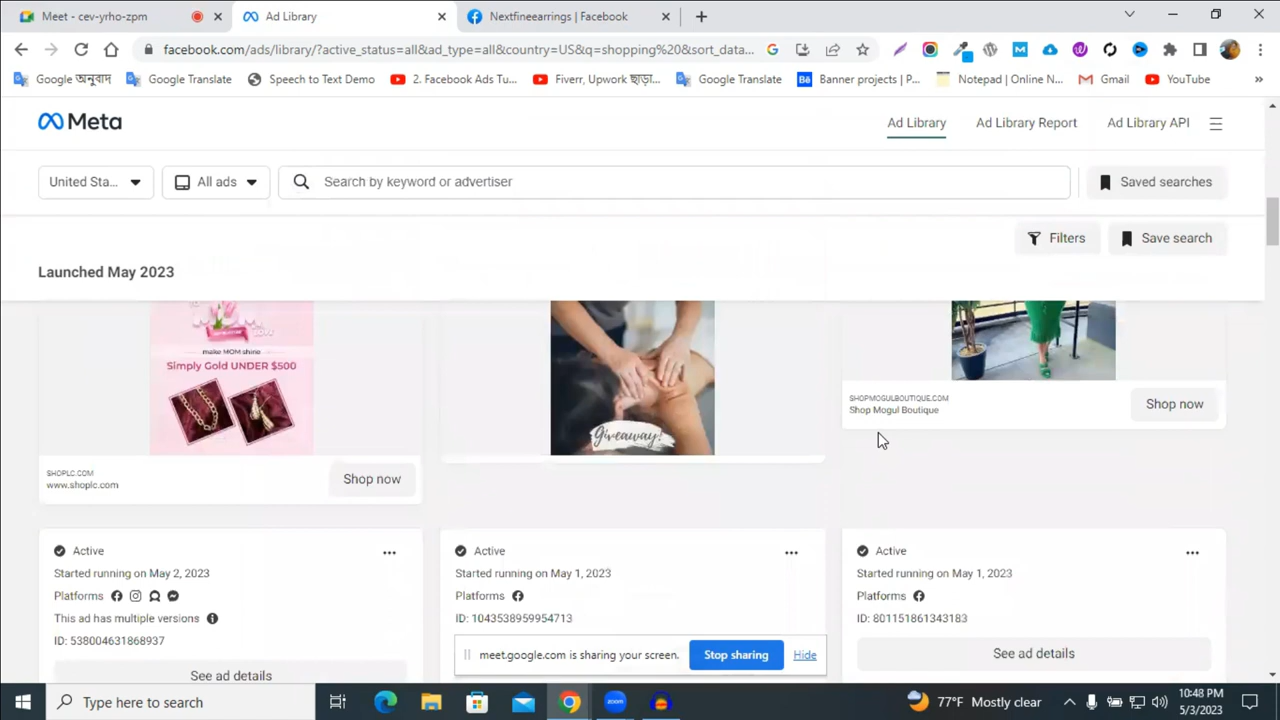 Meet - cev-yrho-zpm
Ad Library
Nextfineearrings | Facebook
facebook.com/ads/library/?active_status=all&ad_type=all&country=US&q=shopping%20&sort_data...
Google অনুবাদ
Google Translate
Speech to Text Demo
2. Facebook Ads Tu...
Fiverr, Upwork ছাড়া...
Google Translate
Banner projects | P...
Notepad | Online N...
Gmail
YouTube
Meta
Ad Library
Ad Library Report
Ad Library API
United Sta...
All ads
Search by keyword or advertiser
Saved searches
Filters
Save search
Launched May 2023
make MOM shine
Simply Gold UNDER $500
SHOPLC.COM
www.shoplc.com
Shop now
Giveaway!
SHOPMOGULBOUTIQUE.COM
Shop Mogul Boutique
Shop now
Active
Started running on May 2, 2023
Platforms
This ad has multiple versions
ID: 538004631868937
See ad details
Active
Started running on May 1, 2023
Platforms
ID: 1043538959954713
Active
Started running on May 1, 2023
Platforms
ID: 801151861343183
See ad details
meet.google.com is sharing your screen.
Stop sharing
Hide
Type here to search
zoom
77°F Mostly clear
10:48 PM
5/3/2023